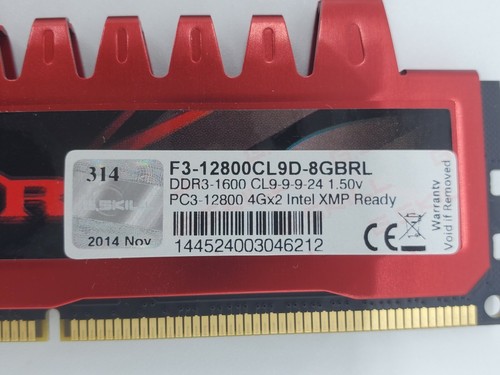 314
F3-12800CL9D-8GBRL
DDR3-1600 CL9-9-9-24 1.50v
PC3-12800 4Gx2 Intel XMP Ready
G.SKILL
2014 Nov
144524003046212
CE
Warranty
Void if Removed